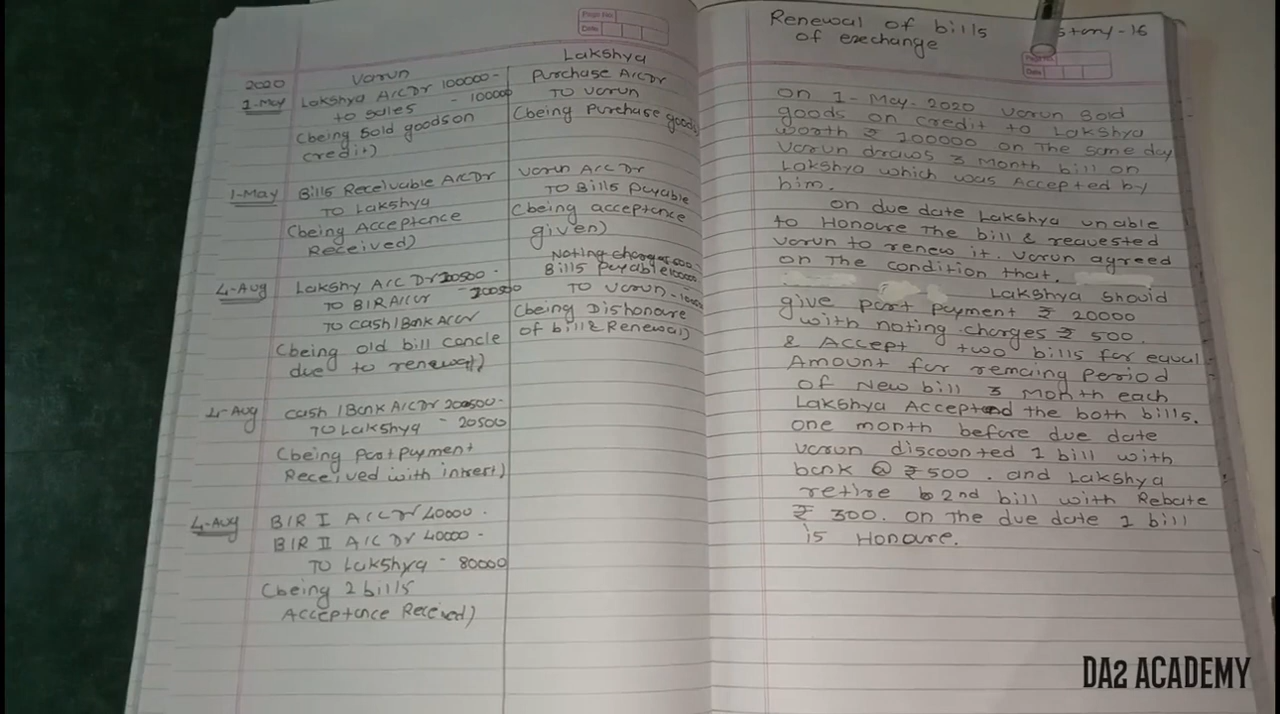 Page No.
Date
2020 Varun Lakshya
1-May Lakshya A/C Dr 100000-
to sales - 100000
(being Sold goods on
credit)
Purchase A/C Dr
TO Varun
(being Purchase goods
1-May Bills Receivable A/C Dr
TO Lakshya
(being Acceptance
Received)
Varun A/C Dr
TO Bills Payable
(being acceptance
given)
4-Aug Lakshy A/C Dr 100500 -
TO B/R A/C
TO Cash/Bank A/C
(being old bill cancle
due to renewal)
Noting charges 500
Bills Payable 100000
TO Varun -
(being Dishonore
of bill & Renewal)
4-Aug Cash/Bank A/C Dr
TO Lakshya - 20500
(being Part Payment
Received with intrest)
4-Aug B/R I A/C Dr 40000 -
B/R II A/C Dr 40000 -
TO Lakshya - 80000
(being 2 bills
Acceptance Received)
Renewal of bills
of exechange
-16
Page No.
Date
on 1-May-2020 Varun Sold
goods on credit to Lakshya
worth ₹ 100000 on The same day
Varun draws 3 Month bill on
Lakshya which was Accepted by
him.
on due date Lakshya unable
to Honoure The bill & requested
Varun to renew it. Varun agreed
on The condition that.
Lakshya should
give part payment ₹ 20000
with noting charges ₹ 500.
& Accept two bills for equal
Amount for remaing Period
of New bill 3 Month each
Lakshya Accepted the both bills.
one month before due date
Varun discounted 1 bill with
bank @ ₹ 500. and Lakshya
retire 2nd bill with Rebate
₹ 300. on The due date 1 bill
is Honoure.
DA2 ACADEMY